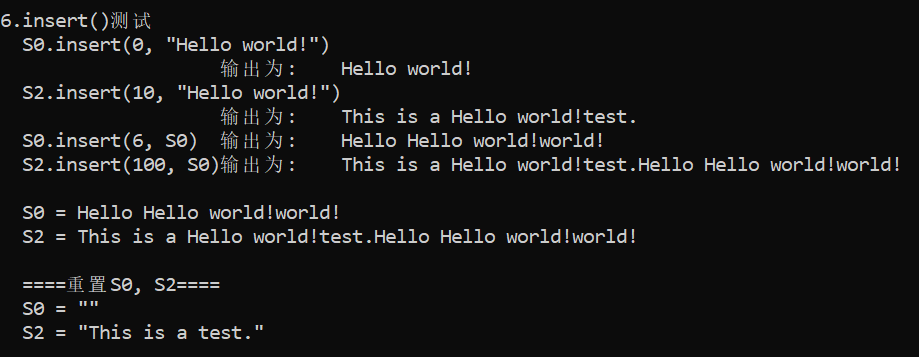 6.insert()测试
S0.insert(0, "Hello world!")
输出为: Hello world!
S2.insert(10, "Hello world!")
输出为: This is a Hello world!test.
S0.insert(6, S0) 输出为: Hello Hello world!world!
S2.insert(100, S0)输出为: This is a Hello world!test.Hello Hello world!world!
S0 = Hello Hello world!world!
S2 = This is a Hello world!test.Hello Hello world!world!
====重置S0, S2====
S0 = ""
S2 = "This is a test."